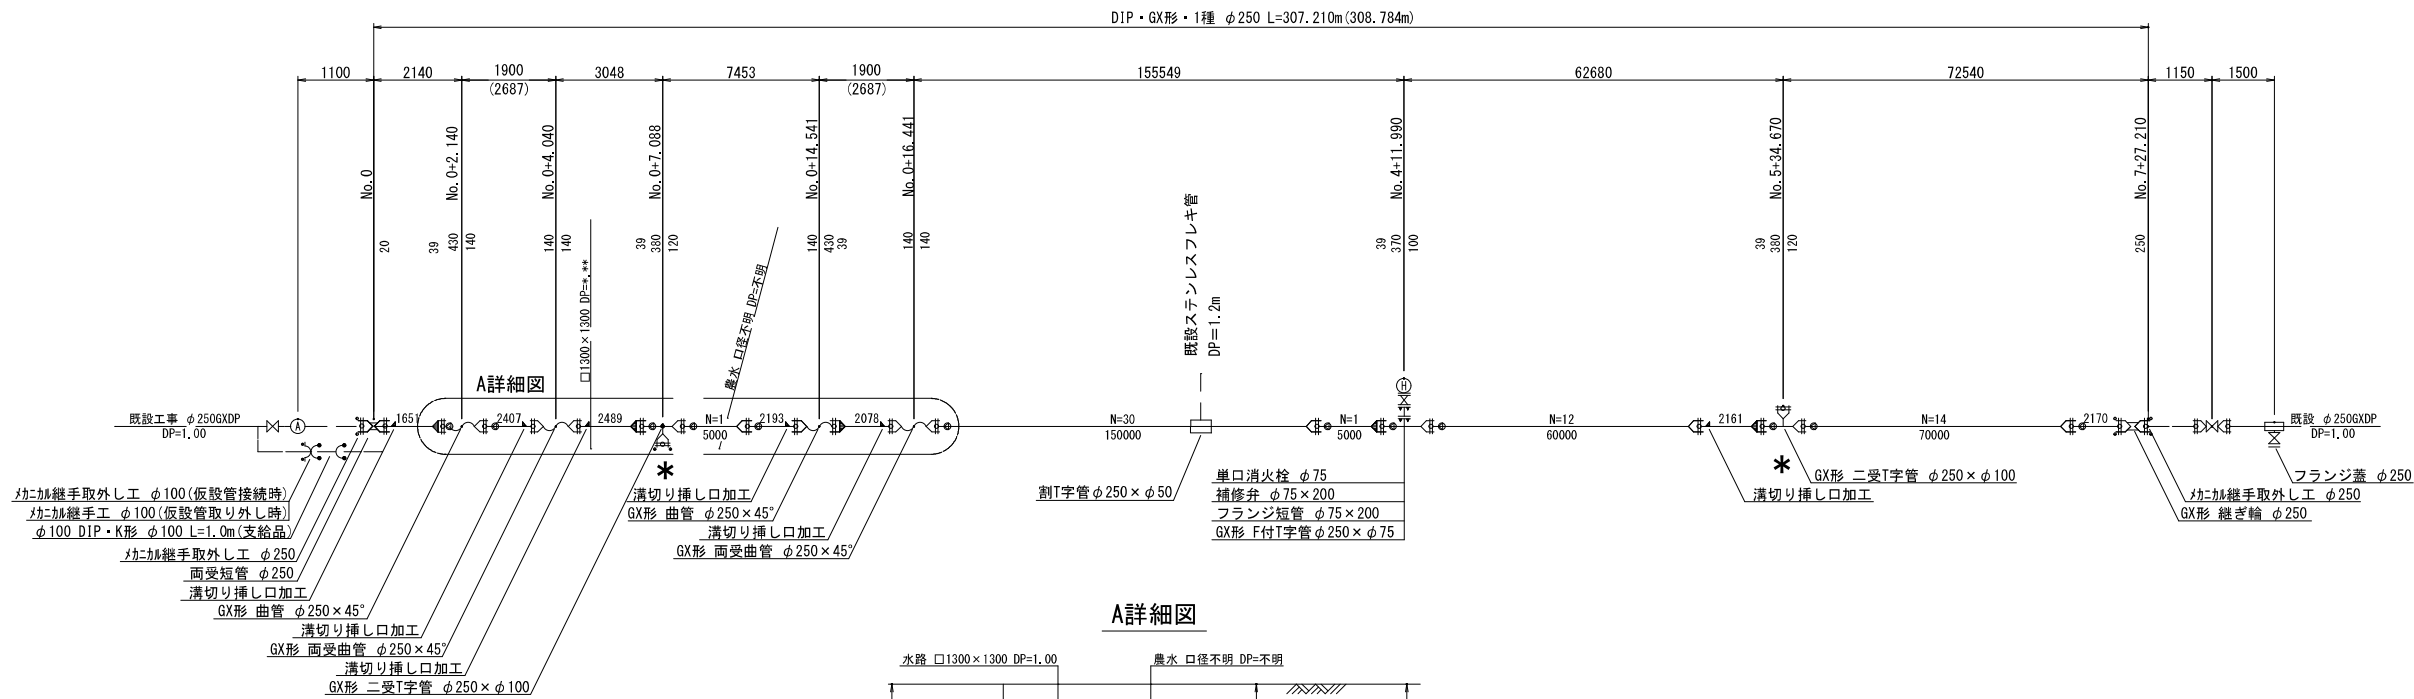 DIP・GX形・1種 φ250 L=307.210m(308.784m)
1100
2140
1900
(2687)
3048
7453
1900
(2687)
155549
62680
72540
1150
1500
No.0
No.0+2.140
No.0+4.040
No.0+7.088
No.0+14.541
No.0+16.441
No.4+11.990
No.5+34.670
No.7+27.210
20
39
430
140
140
140
□1300×1300 DP=*.**
39
380
120
農水 口径不明 DP=不明
140
430
39
140
140
既設ステンレスフレキ管
DP=1.2m
39
370
100
39
380
120
250
A詳細図
H
既設工事 φ250GXDP
DP=1.00
A
1651
2407
2489
N=1
5000
2193
2078
N=30
150000
N=1
5000
N=12
60000
2161
N=14
70000
2170
既設 φ250GXDP
DP=1.00
*
*
メカニカル継手取外し工 φ100(仮設管接続時)
メカニカル継手工 φ100(仮設管取り外し時)
φ100 DIP・K形 φ100 L=1.0m(支給品)
メカニカル継手取外し工 φ250
両受短管 φ250
溝切り挿し口加工
GX形 曲管 φ250×45°
溝切り挿し口加工
GX形 両受曲管 φ250×45°
溝切り挿し口加工
GX形 二受T字管 φ250×φ100
溝切り挿し口加工
GX形 曲管 φ250×45°
溝切り挿し口加工
GX形 両受曲管 φ250×45°
割T字管φ250×φ50
単口消火栓 φ75
補修弁 φ75×200
フランジ短管 φ75×200
GX形 F付T字管φ250×φ75
GX形 二受T字管 φ250×φ100
溝切り挿し口加工
フランジ蓋 φ250
メカニカル継手取外し工 φ250
GX形 継ぎ輪 φ250
A詳細図
水路 □1300×1300 DP=1.00
農水 口径不明 DP=不明